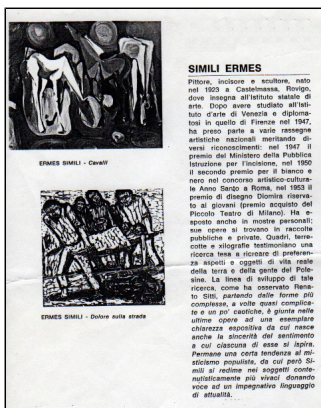 ERMES SIMILI - Cavalli
ERMES SIMILI - Dolore sulla strada
SIMILI ERMES
Pittore, incisore e scultore, nato
nel 1923 a Castelmassa, Rovigo,
dove insegna all'Istituto statale di
arte. Dopo avere studiato all'Isti-
tuto d'arte di Venezia e diploma-
tosi in quello di Firenze nel 1947,
ha preso parte a varie rassegne
artistiche nazionali meritando di-
versi riconoscimenti: nel 1947 il
premio del Ministero della Pubblica
Istruzione per l'incisione, nel 1950
il secondo premio per il bianco e
nero nel concorso artistico-cultura-
le Anno Santo a Roma, nel 1953 il
premio di disegno Diomira riserva-
to ai giovani (premio acquisto del
Piccolo Teatro di Milano). Ha e-
sposto anche in mostre personali;
sue opere si trovano in raccolte
pubbliche e private. Quadri, terre-
cotte e xilografie testimoniano una
ricerca tesa a ricreare di preferen-
za aspetti e oggetti di vita reale
della terra e della gente del Pole-
sine. La linea di sviluppo di tale
ricerca, come ha osservato Rena-
to Sitti, partendo dalle forme più
complesse, a volte quasi complica-
te e un po' caotiche, è giunta nelle
ultime opere ad una esemplare
chiarezza espositiva da cui nasce
anche la sincerità del sentimento
a cui ciascuna di esse si ispira.
Permane una certa tendenza al mi-
sticismo populista, da cui però Si-
mili si redime nei soggetti conte-
nutisticamente più vivaci donando
voce ad un impegnativo linguaggio
di attualità.